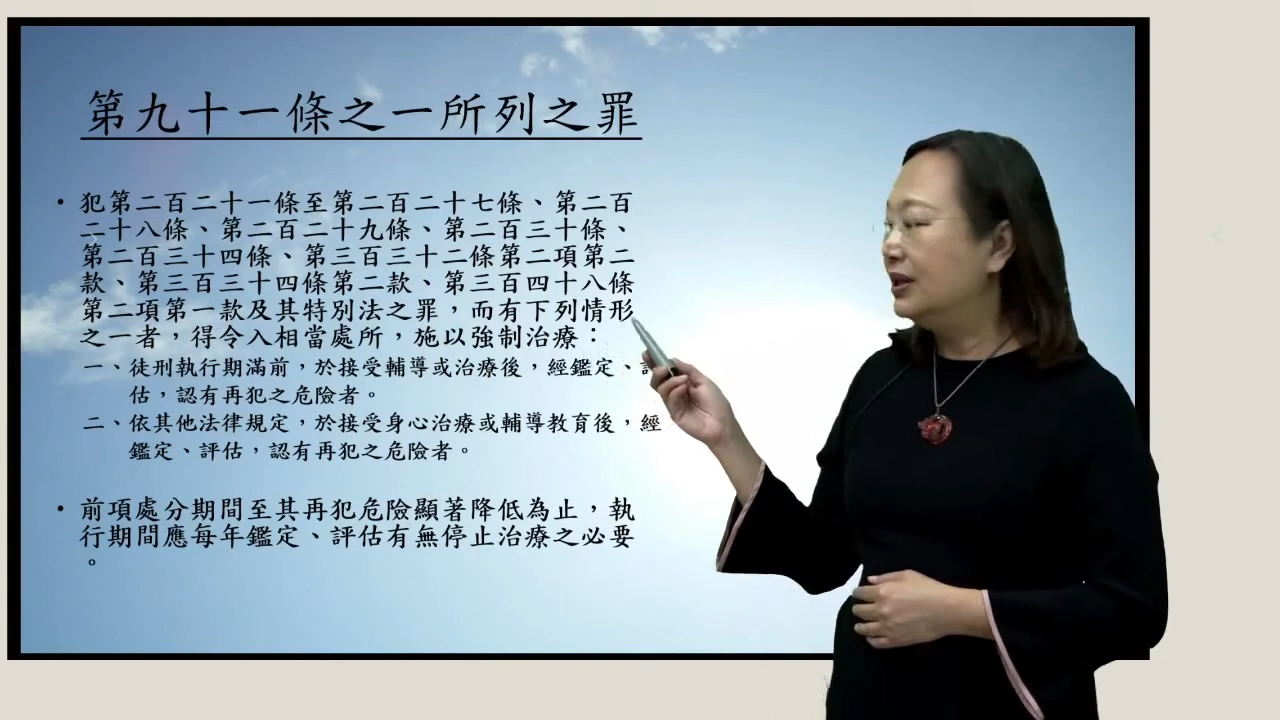 第九十一條之一所列之罪
• 犯第二百二十一條至第二百二十七條、第二百
二十八條、第二百二十九條、第二百三十條、
第二百三十四條、第三百三十二條第二項第二
款、第三百三十四條第二款、第三百四十八條
第二項第一款及其特別法之罪，而有下列情形
之一者，得令入相當處所，施以強制治療：
一、徒刑執行期滿前，於接受輔導或治療後，經鑑定、
估，認有再犯之危險者。
二、依其他法律規定，於接受身心治療或輔導教育後，經
鑑定、評估，認有再犯之危險者。
• 前項處分期間至其再犯危險顯著降低為止，執
行期間應每年鑑定、評估有無停止治療之必要
。